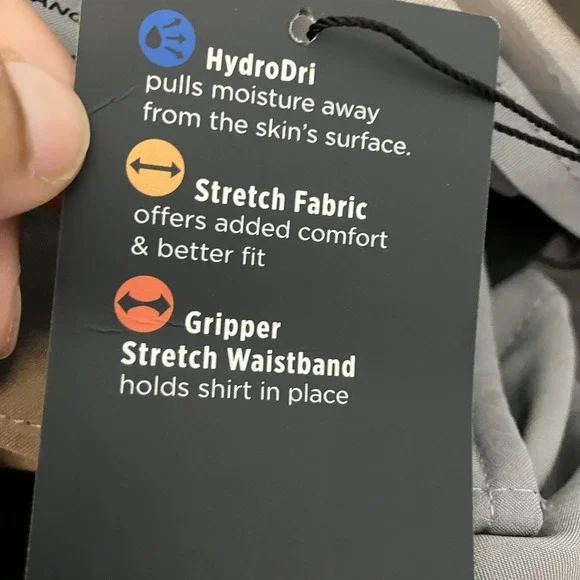 HydroDri
pulls moisture away
from the skin's surface.
Stretch Fabric
offers added comfort
& better fit
Gripper
Stretch Waistband
holds shirt in place